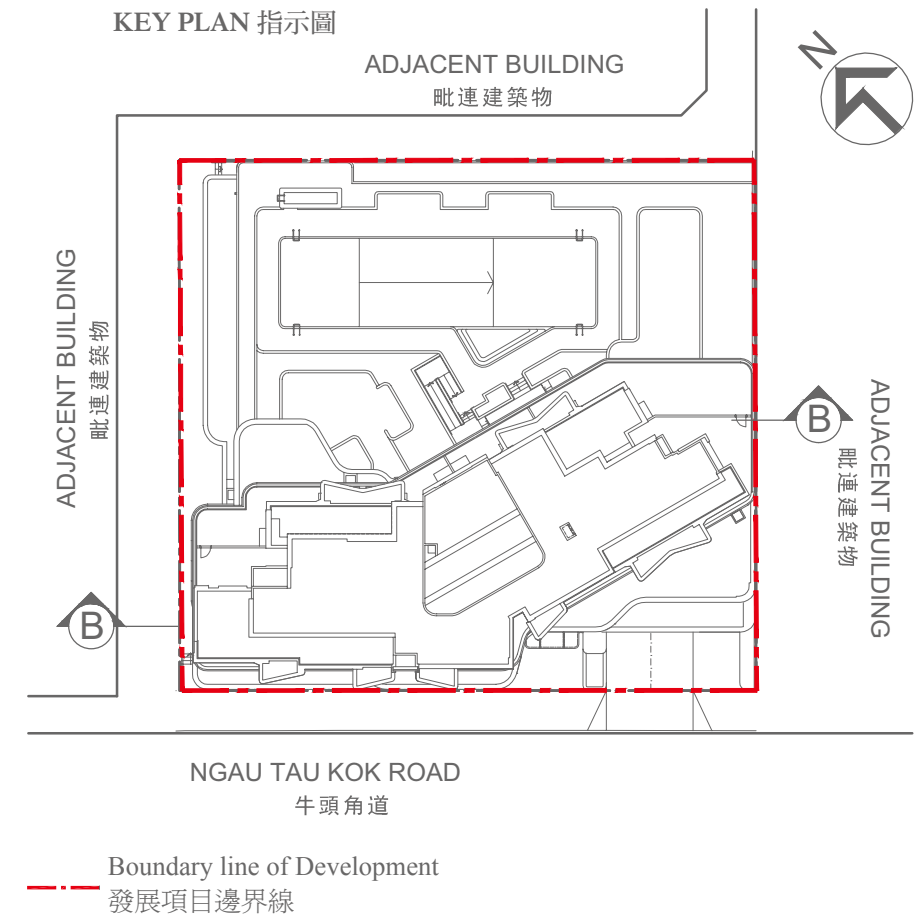 KEY PLAN 指示圖
ADJACENT BUILDING
毗連建築物
N
ADJACENT BUILDING
毗連建築物
B
ADJACENT BUILDING
毗連建築物
B
NGAU TAU KOK ROAD
牛頭角道
Boundary line of Development
發展項目邊界線